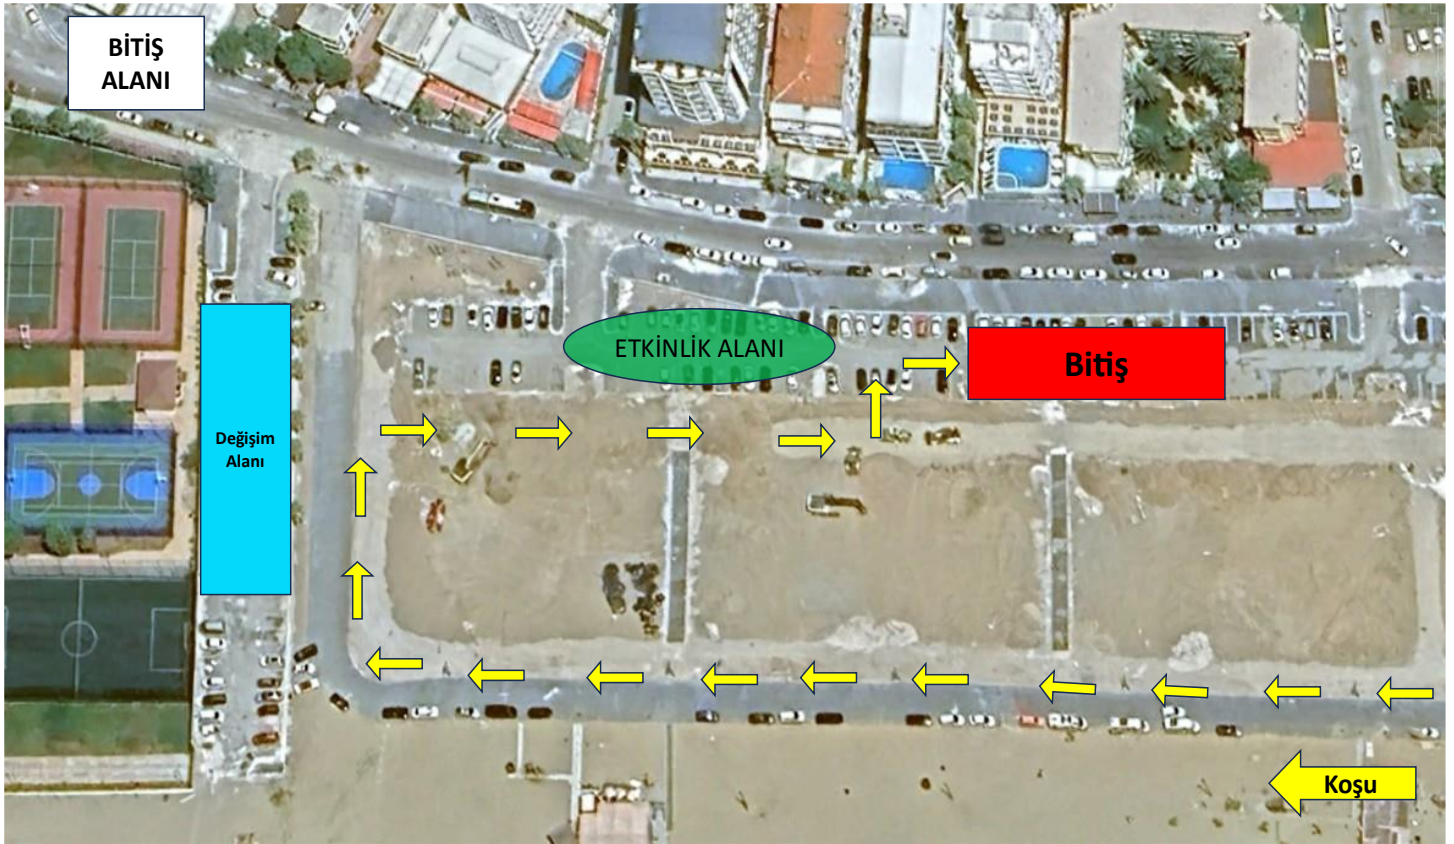 BİTİŞ
ALANI
ETKİNLİK ALANI
Bitiş
Değişim
Alanı
Koşu